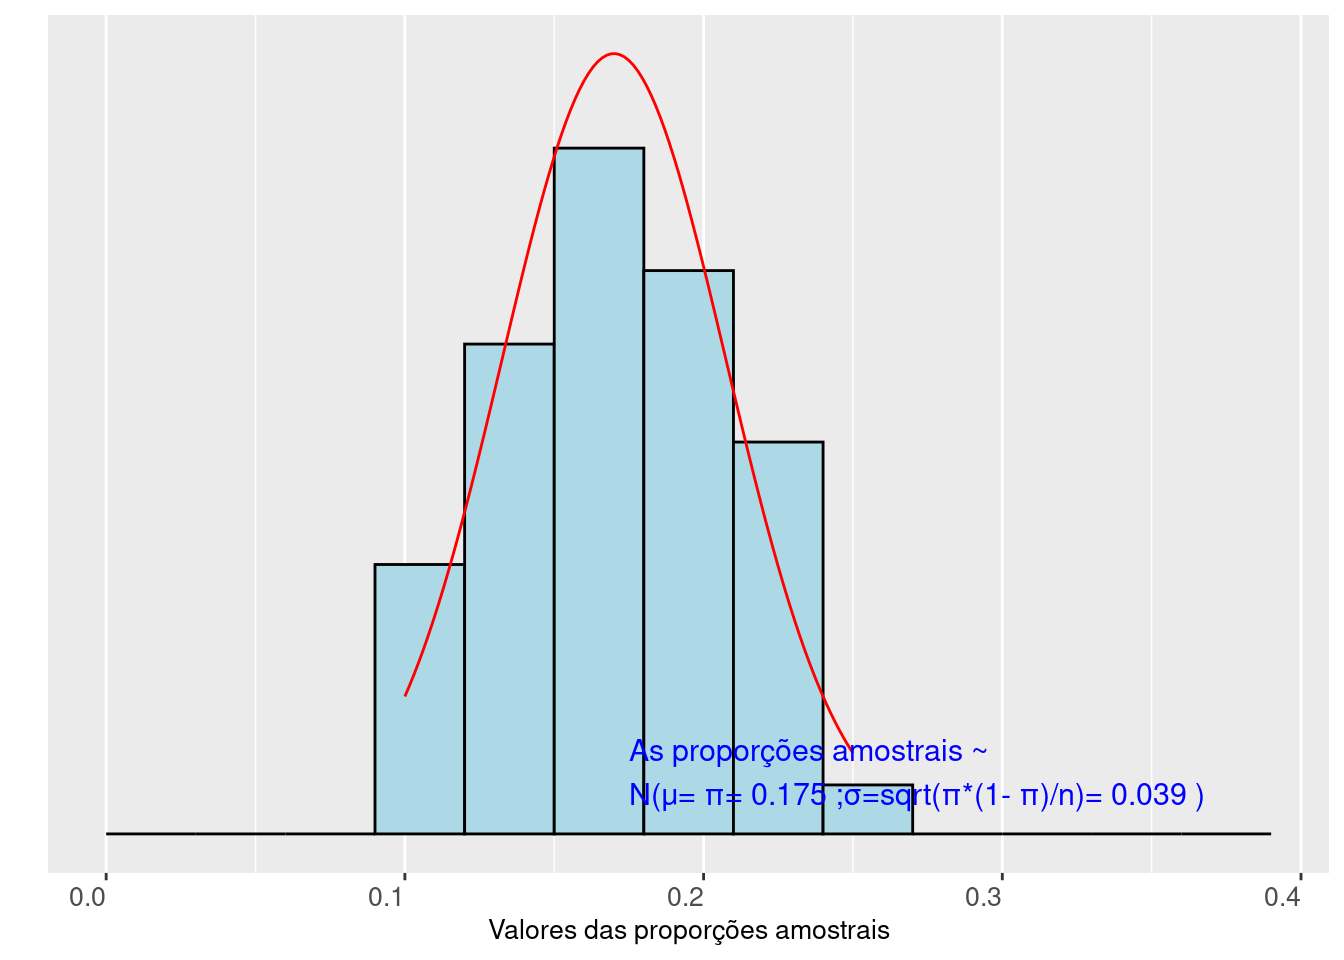 As proporções amostrais ~
N(μ= π= 0.175 ;σ=sqrt(π*(1- π)/n)= 0.039 )
0.0 0.1 0.2 0.3 0.4
Valores das proporções amostrais